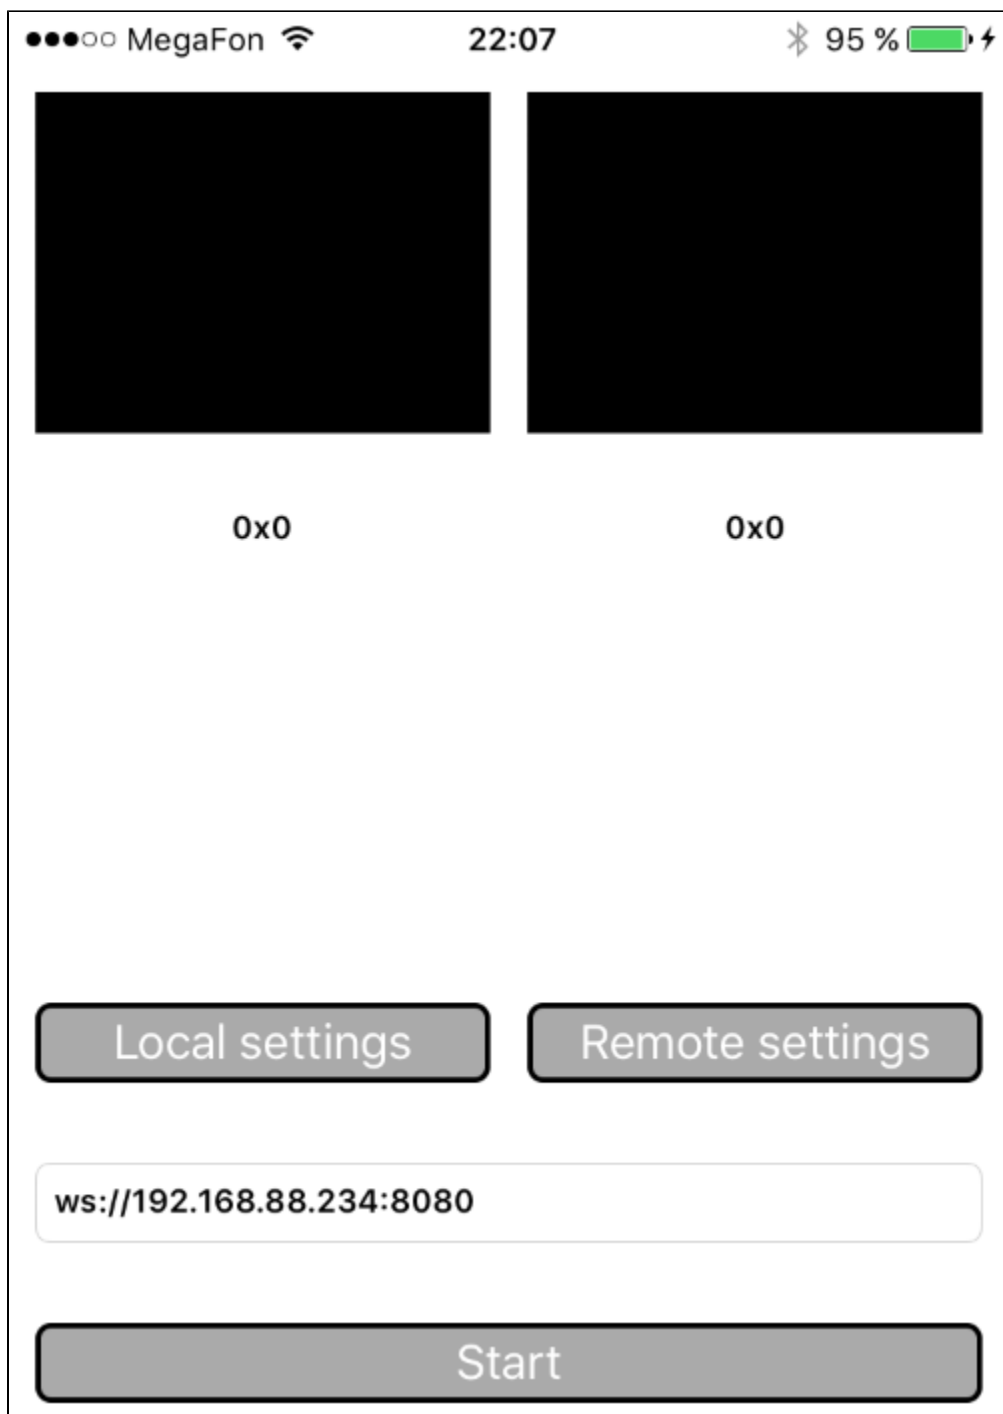 MegaFon 22:07 95 %
0x0 0x0
Local settings Remote settings
ws://192.168.88.234:8080
Start